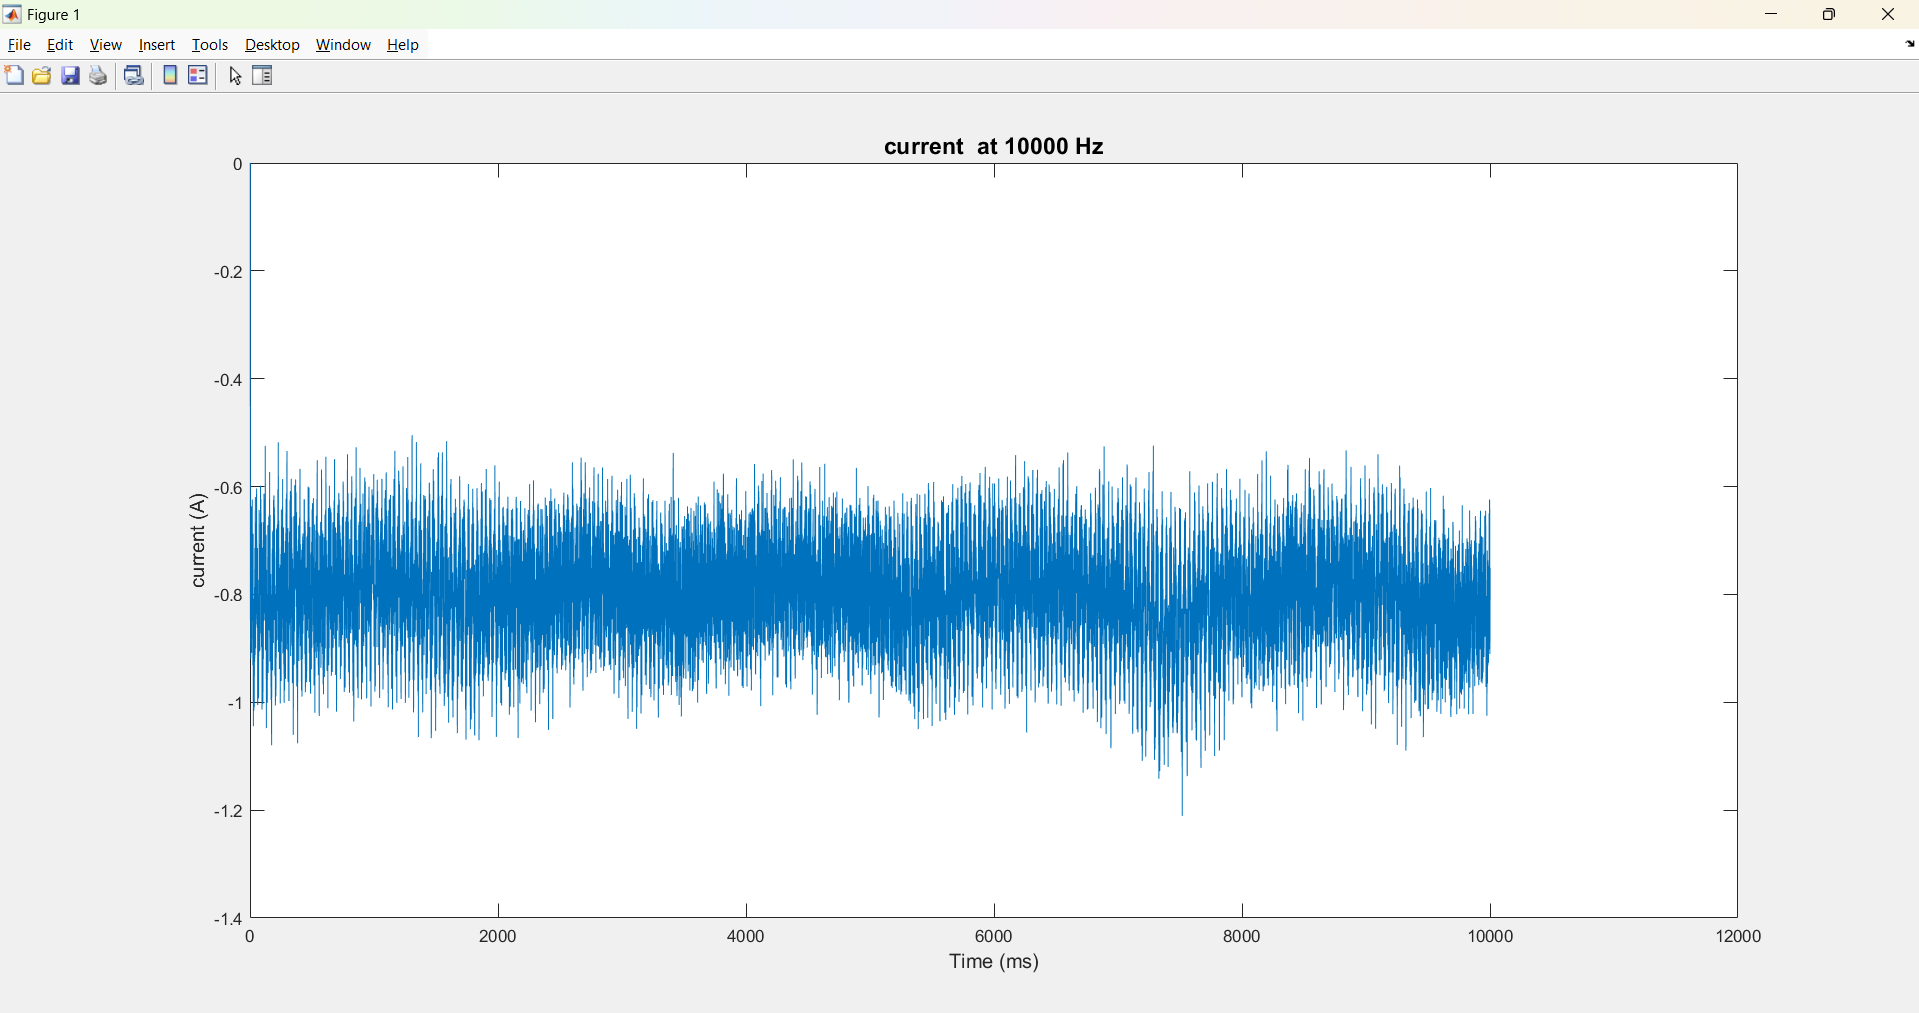 Figure 1
File Edit View Insert Tools Desktop Window Help
current  at 10000 Hz
0
-0.2
-0.4
-0.6
-0.8
-1
-1.2
-1.4
current (A)
0 2000 4000 6000 8000 10000 12000
Time (ms)